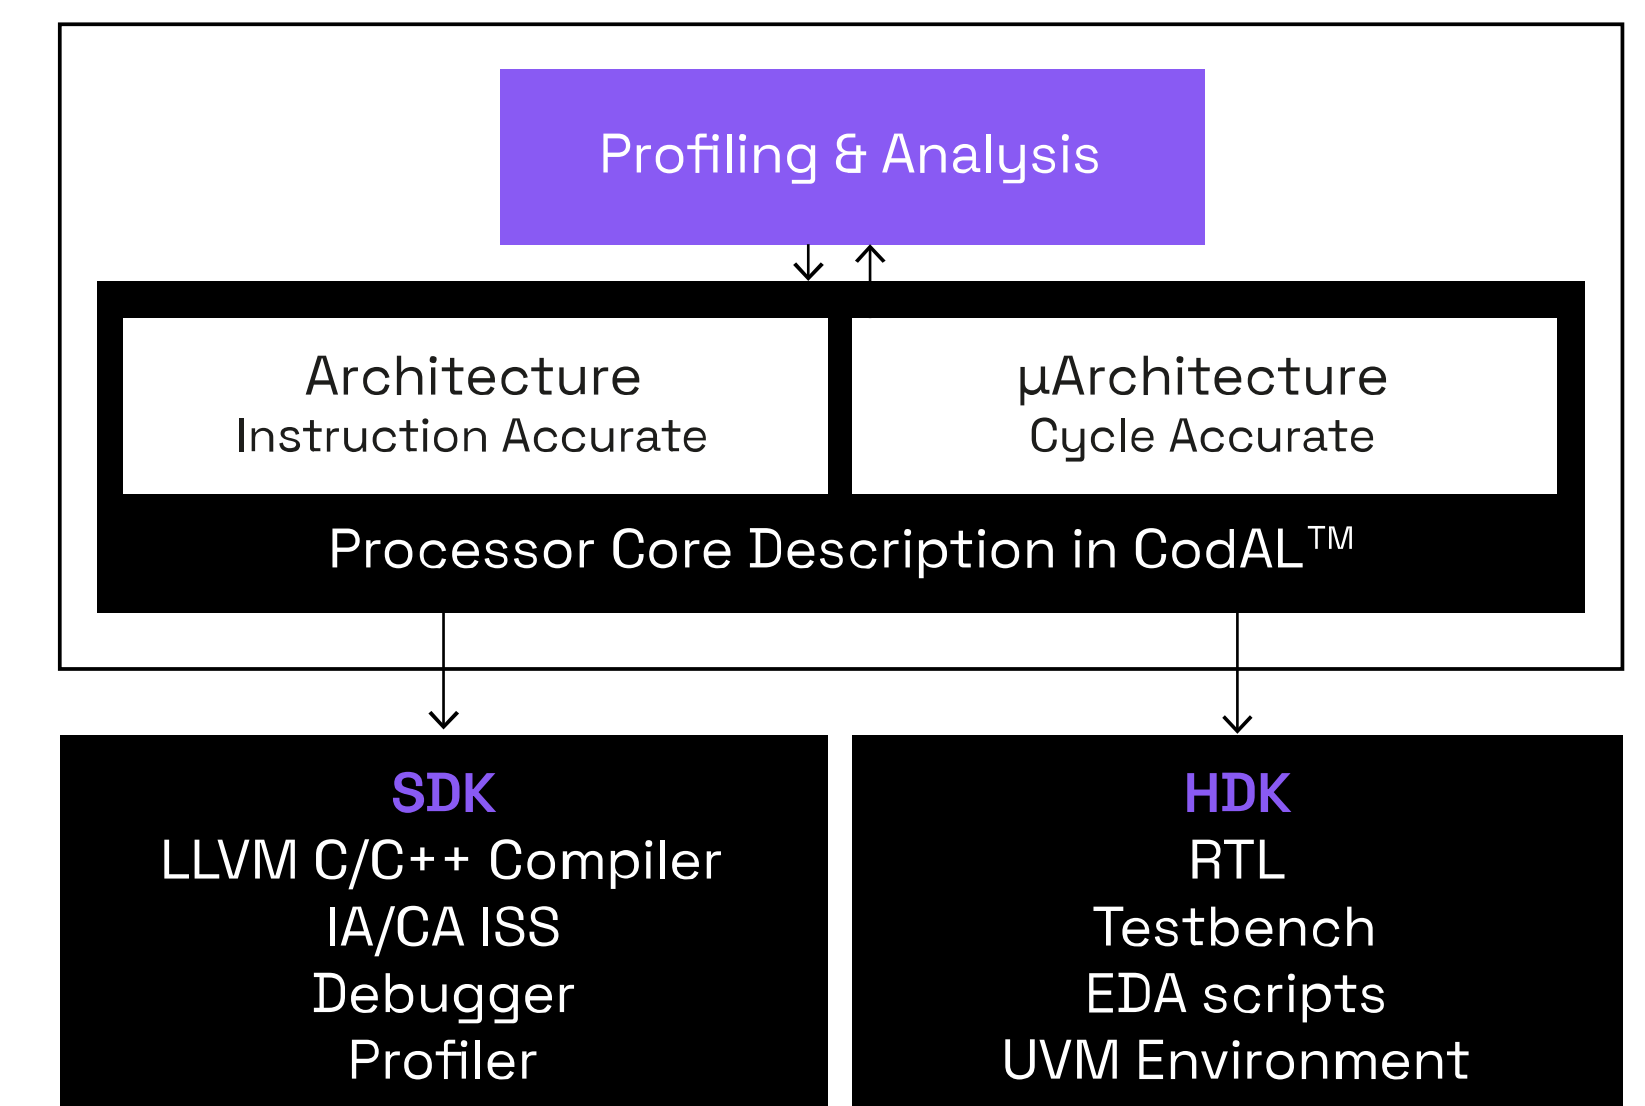 Profiling & Analysis
Architecture
Instruction Accurate
µArchitecture
Cycle Accurate
Processor Core Description in CodAL™
SDK
LLVM C/C++ Compiler
IA/CA ISS
Debugger
Profiler
HDK
RTL
Testbench
EDA scripts
UVM Environment